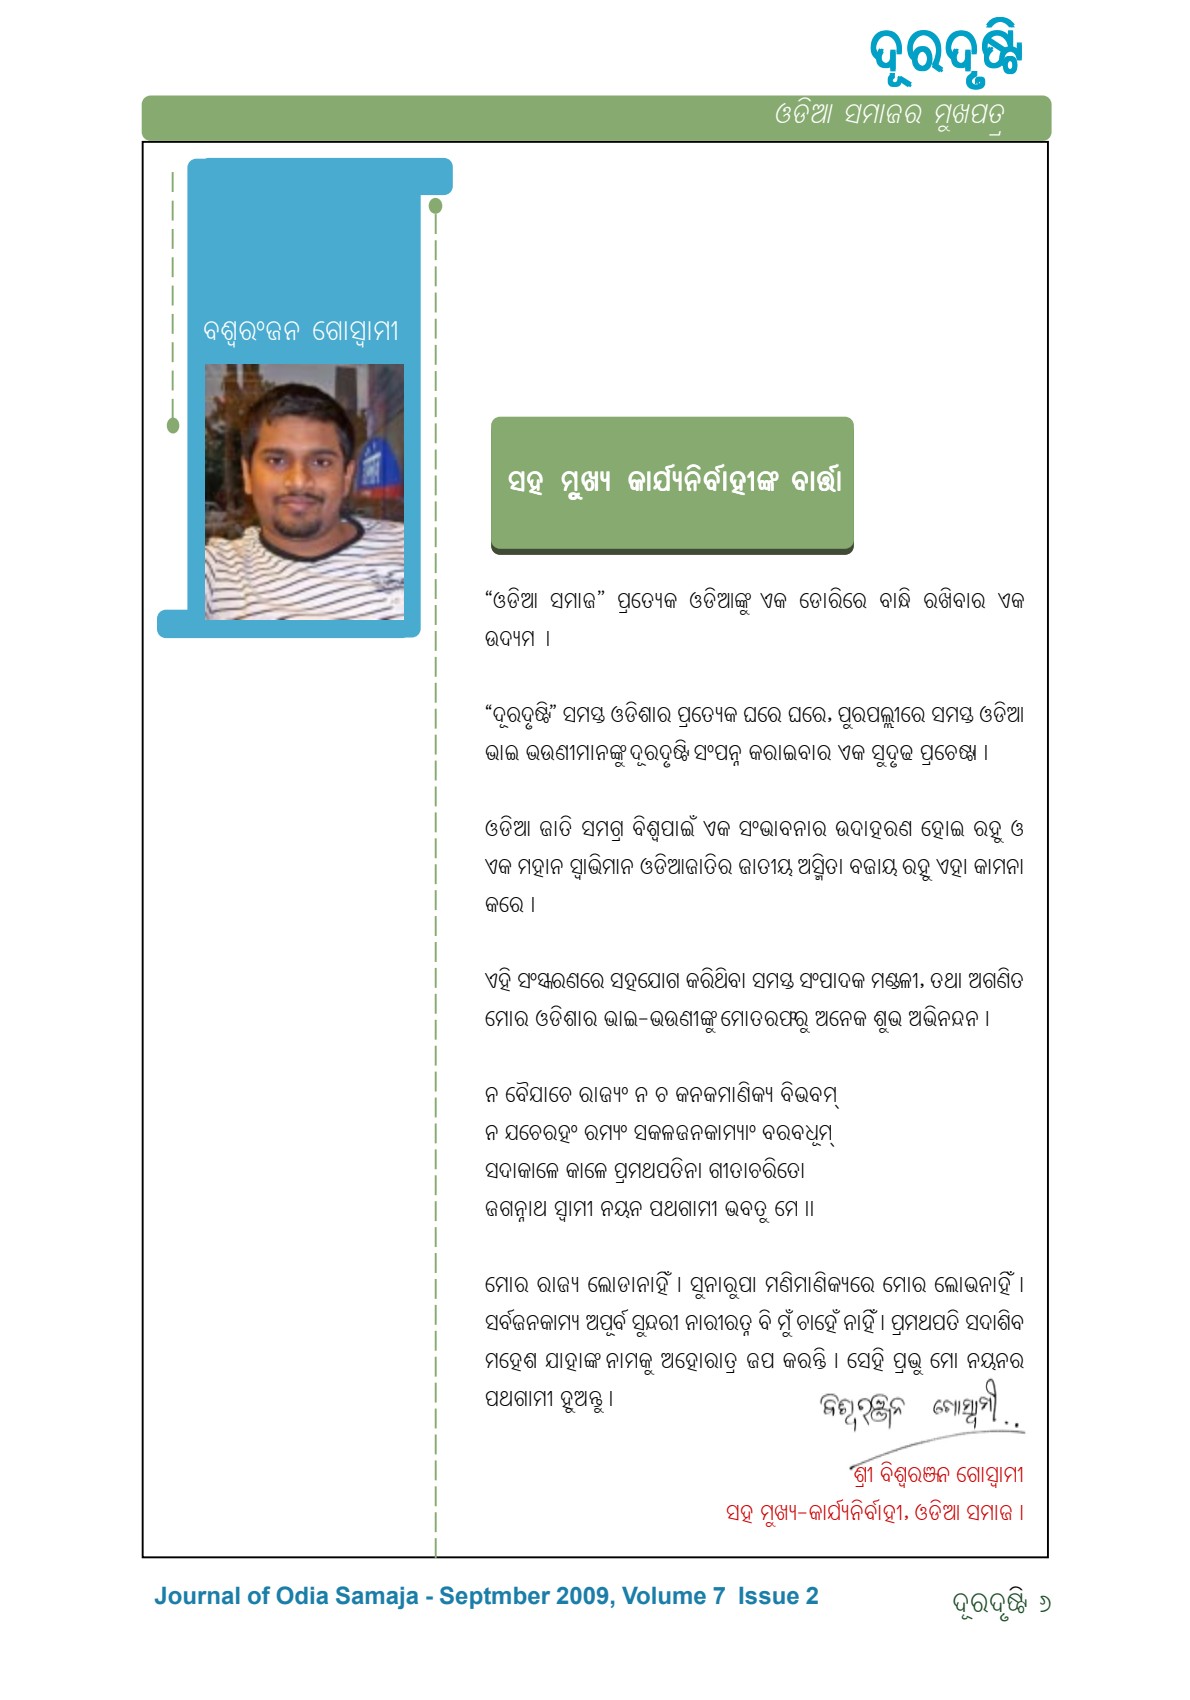 ଦୂରଦୃଷ୍ଟି
ଓଡିଆ ସମାଜର ମୁଖପତ୍ର
ବଶ୍ୱରଂଜନ ଗୋସ୍ୱାମୀ
ସହ ମୁଖ୍ୟ କାର୍ଯ୍ୟନିର୍ବାହୀଙ୍କ ବାର୍ତ୍ତା
“ଓଡିଆ ସମାଜ” ପ୍ରତ୍ୟେକ ଓଡିଆଙ୍କୁ ଏକ ଡୋରିରେ ବାନ୍ଧି ରଖିବାର ଏକ
ଉଦ୍ୟମ ।
“ଦୂରଦୃଷ୍ଟି” ସମସ୍ତ ଓଡିଶାର ପ୍ରତ୍ୟେକ ଘରେ ଘରେ, ପୁରପଲ୍ଲୀରେ ସମସ୍ତ ଓଡିଆ
ଭାଇ ଭଉଣୀମାନଙ୍କୁ ଦୂରଦୃଷ୍ଟି ସଂପନ୍ନ କରାଇବାର ଏକ ସୁଦୃଢ ପ୍ରଚେଷ୍ଟା ।
ଓଡିଆ ଜାତି ସମଗ୍ର ବିଶ୍ୱପାଇଁ ଏକ ସଂଭାବନାର ଉଦାହରଣ ହୋଇ ରହୁ ଓ
ଏକ ମହାନ ସ୍ୱାଭିମାନ ଓଡିଆଜାତିର ଜାତୀୟ ଅସ୍ମିତା ବଜାୟ ରହୁ ଏହା କାମନା
କରେ ।
ଏହି ସଂସ୍କରଣରେ ସହଯୋଗ କରିଥିବା ସମସ୍ତ ସଂପାଦକ ମଣ୍ଡଳୀ, ତଥା ଅଗଣିତ
ମୋର ଓଡିଶାର ଭାଇ-ଭଉଣୀଙ୍କୁ ମୋତରଫରୁ ଅନେକ ଶୁଭ ଅଭିନନ୍ଦନ ।
ନ ବୈଯାଚେ ରାଜ୍ୟଂ ନ ଚ କନକମାଣିକ୍ୟ ବିଭବମ୍
ନ ଯଚେରହଂ ରମ୍ୟଂ ସକଳଜନକାମ୍ୟାଂ ବରବଧୂମ୍
ସଦାକାଳେ କାଳେ ପ୍ରମଥପତିନା ଗୀତାଚରିତୋ
ଜଗନ୍ନାଥ ସ୍ୱାମୀ ନୟନ ପଥଗାମୀ ଭବତୁ ମେ ॥
ମୋର ରାଜ୍ୟ ଲୋଡାନାହିଁ । ସୁନାରୁପା ମଣିମାଣିକ୍ୟରେ ମୋର ଲୋଭନାହିଁ ।
ସର୍ବଜନକାମ୍ୟ ଅପୂର୍ବ ସୁନ୍ଦରୀ ନାରୀରତ୍ନ ବି ମୁଁ ଚାହେଁ ନାହିଁ । ପ୍ରମଥପତି ସଦାଶିବ
ମହେଶ ଯାହାଙ୍କ ନାମକୁ ଅହୋରାତ୍ର ଜପ କରନ୍ତି । ସେହି ପ୍ରଭୁ ମୋ ନୟନର
ପଥଗାମୀ ହୁଅନ୍ତୁ ।
ବିଶ୍ୱରଞ୍ଜନ ଗୋସ୍ୱାମୀ
ଶ୍ରୀ ବିଶ୍ୱରଞ୍ଜନ ଗୋସ୍ୱାମୀ
ସହ ମୁଖ୍ୟ-କାର୍ଯ୍ୟନିର୍ବାହୀ, ଓଡିଆ ସମାଜ ।
Journal of Odia Samaja - Septmber 2009, Volume 7 Issue 2
ଦୂରଦୃଷ୍ଟି ୬